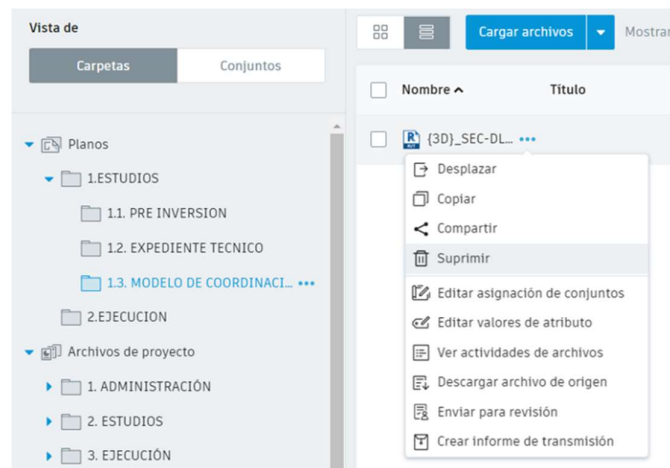 Vista de
Carpetas
Conjuntos
Planos
1.ESTUDIOS
1.1. PRE INVERSION
1.2. EXPEDIENTE TECNICO
1.3. MODELO DE COORDINACI...
2.EJECUCION
Archivos de proyecto
1. ADMINISTRACIÓN
2. ESTUDIOS
3. EJECUCIÓN
Cargar archivos
Mostrar
Nombre
Título
{3D}_SEC-DL...
Desplazar
Copiar
Compartir
Suprimir
Editar asignación de conjuntos
Editar valores de atributo
Ver actividades de archivos
Descargar archivo de origen
Enviar para revisión
Crear informe de transmisión